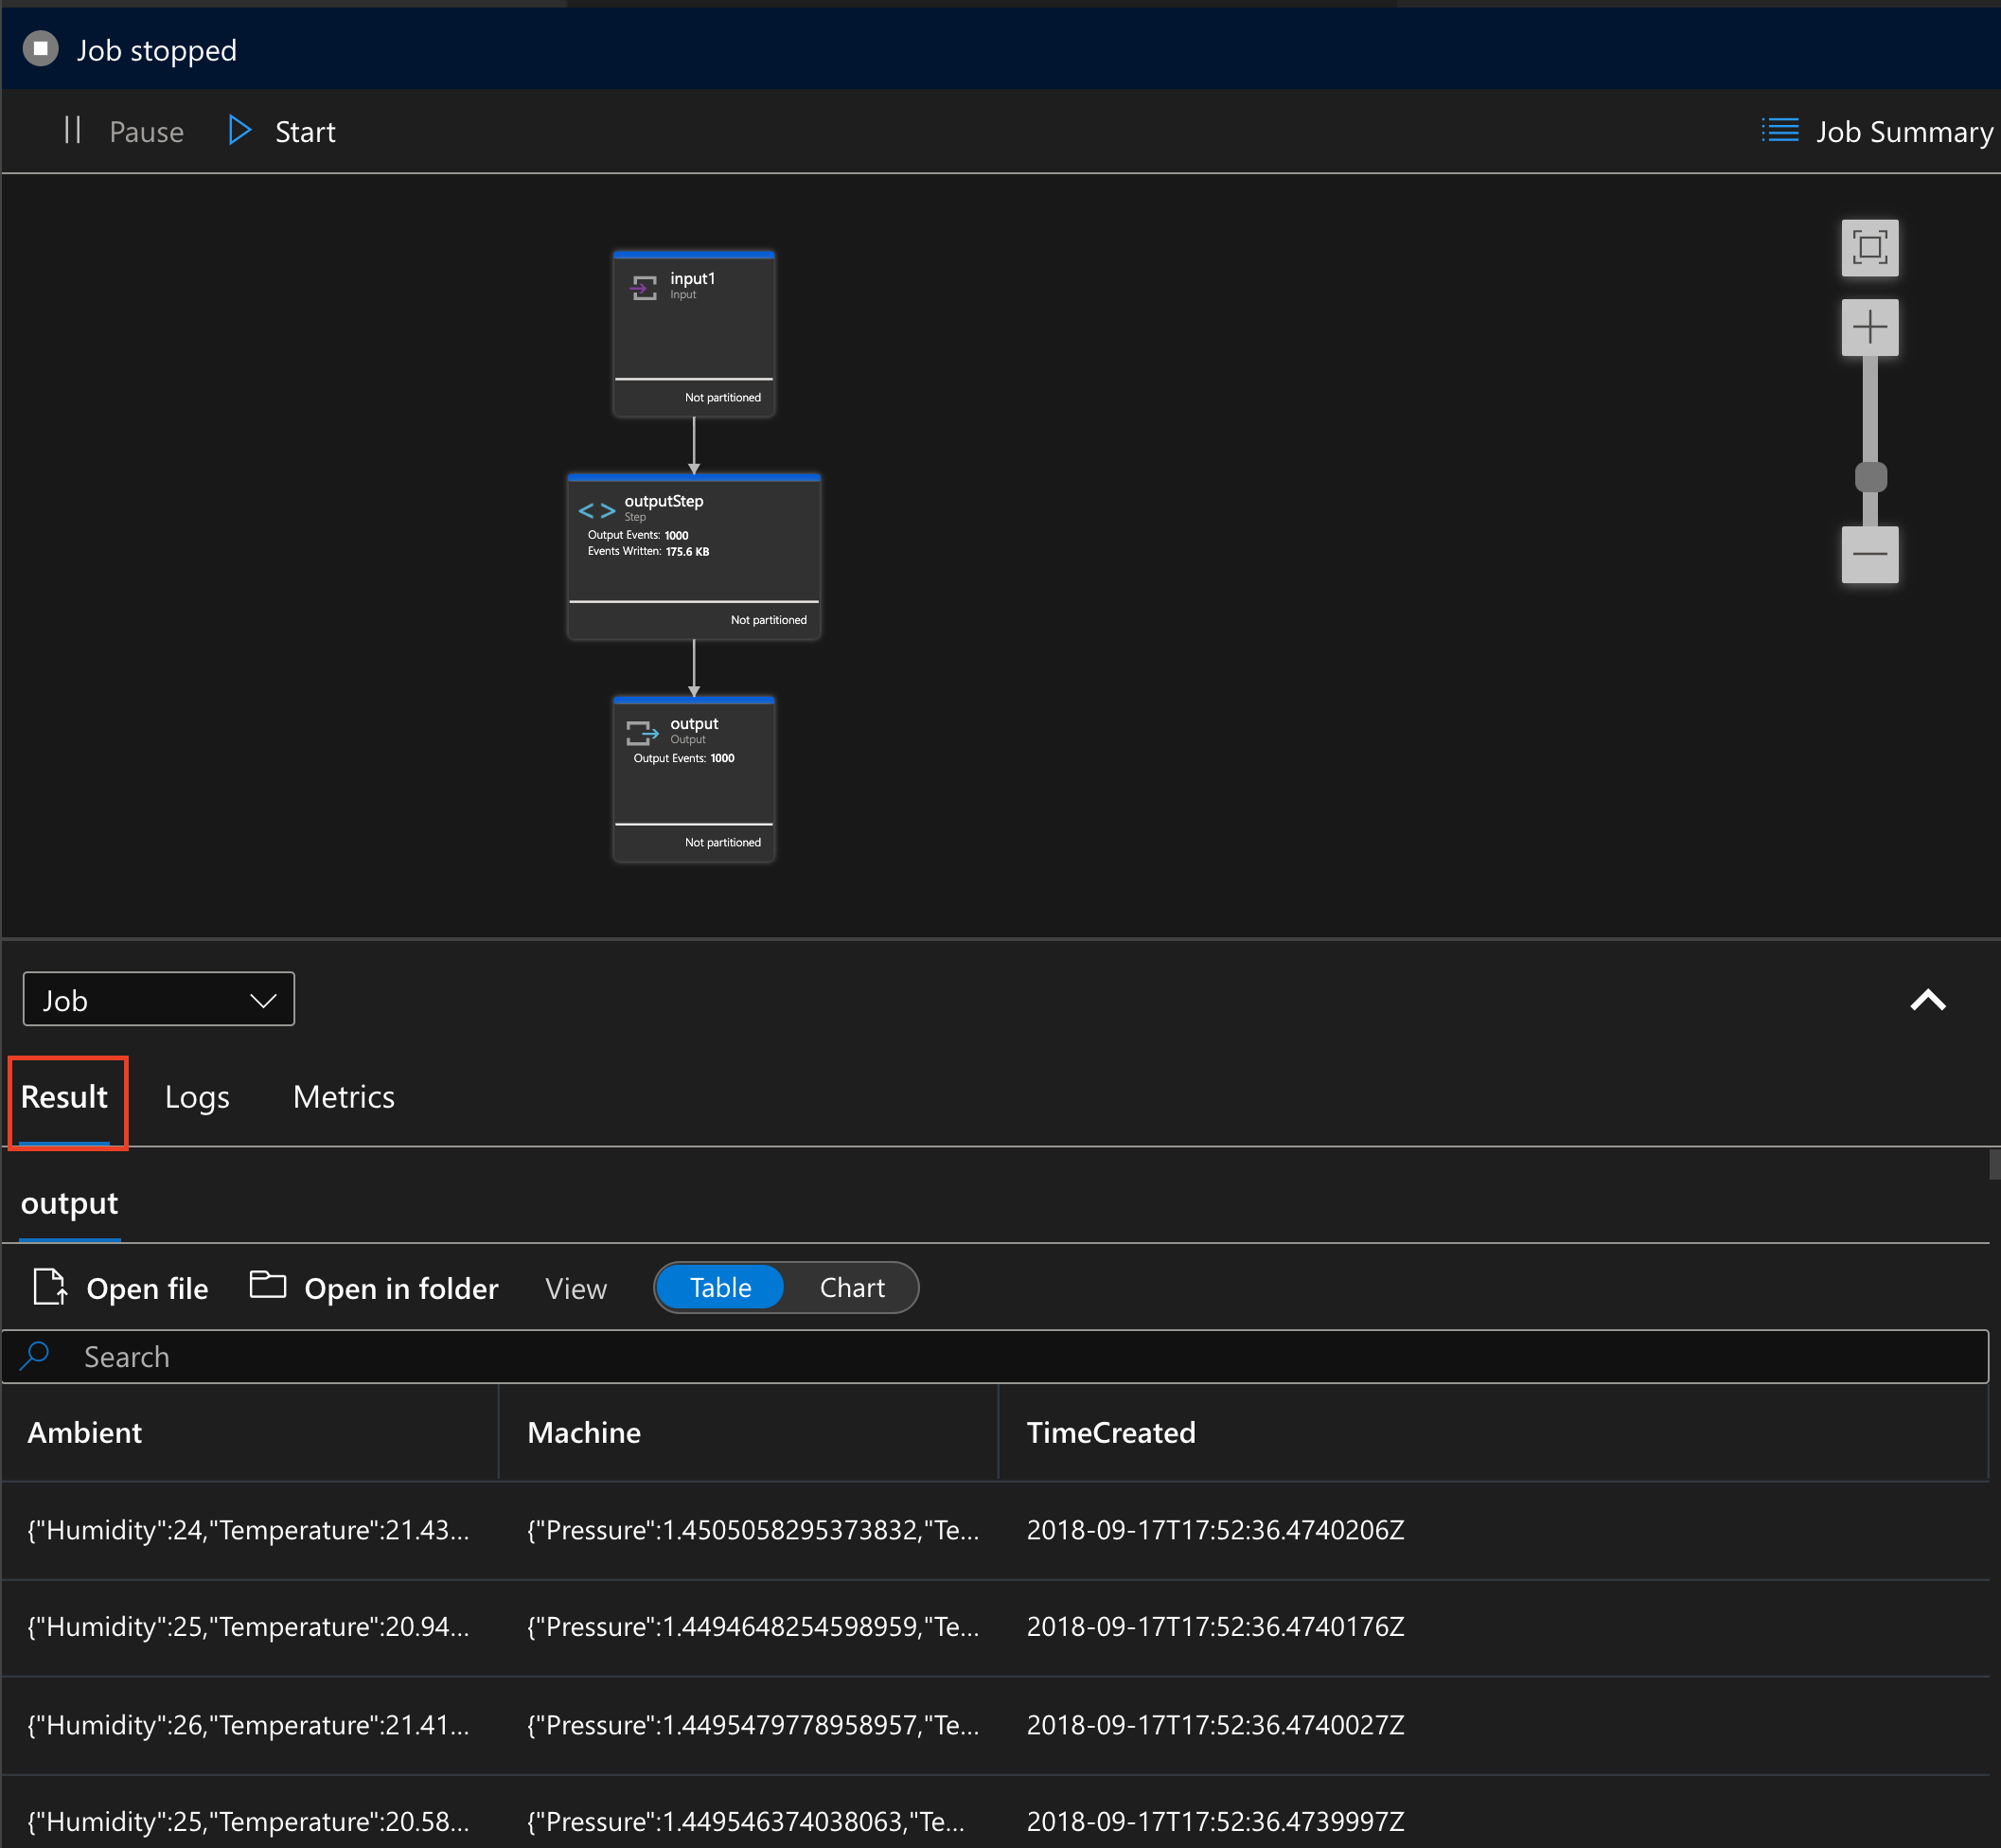 Job stopped
Pause Start Job Summary
input1
Input
Not partitioned
outputStep
Step
Output Events: 1000
Events Written: 175.6 KB
Not partitioned
output
Output
Output Events: 1000
Not partitioned
Job
Result Logs Metrics
output
Open file Open in folder View Table Chart
Search
Ambient Machine TimeCreated
{"Humidity":24,"Temperature":21.43... {"Pressure":1.4505058295373832,"Te... 2018-09-17T17:52:36.4740206Z
{"Humidity":25,"Temperature":20.94... {"Pressure":1.4494648254598959,"Te... 2018-09-17T17:52:36.4740176Z
{"Humidity":26,"Temperature":21.41... {"Pressure":1.4495479778958957,"Te... 2018-09-17T17:52:36.4740027Z
{"Humidity":25,"Temperature":20.58... {"Pressure":1.449546374038063,"Te... 2018-09-17T17:52:36.4739997Z